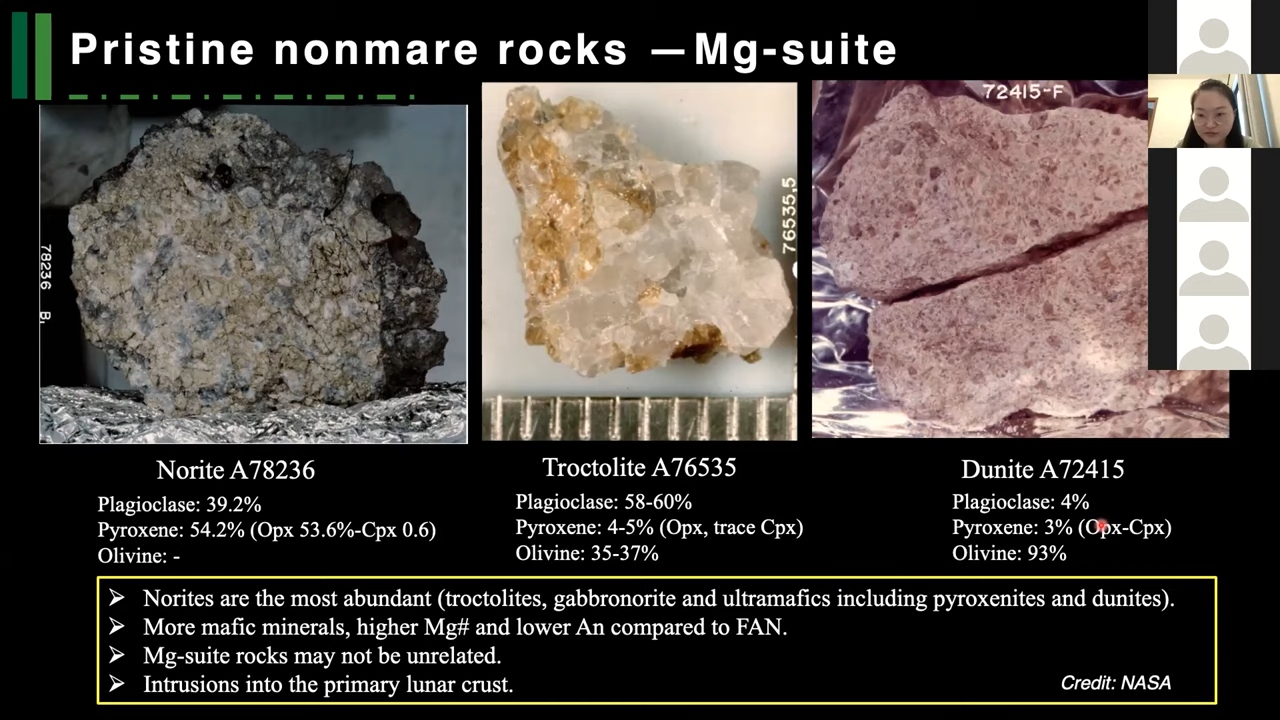 Pristine nonmare rocks —Mg-suite
78236 B,
76535,5
72415-F
Norite A78236
Plagioclase: 39.2%
Pyroxene: 54.2% (Opx 53.6%-Cpx 0.6)
Olivine: -
Troctolite A76535
Plagioclase: 58-60%
Pyroxene: 4-5% (Opx, trace Cpx)
Olivine: 35-37%
Dunite A72415
Plagioclase: 4%
Pyroxene: 3% (Opx-Cpx)
Olivine: 93%
➢ Norites are the most abundant (troctolites, gabbronorite and ultramafics including pyroxenites and dunites).
➢ More mafic minerals, higher Mg# and lower An compared to FAN.
➢ Mg-suite rocks may not be unrelated.
➢ Intrusions into the primary lunar crust.
Credit: NASA